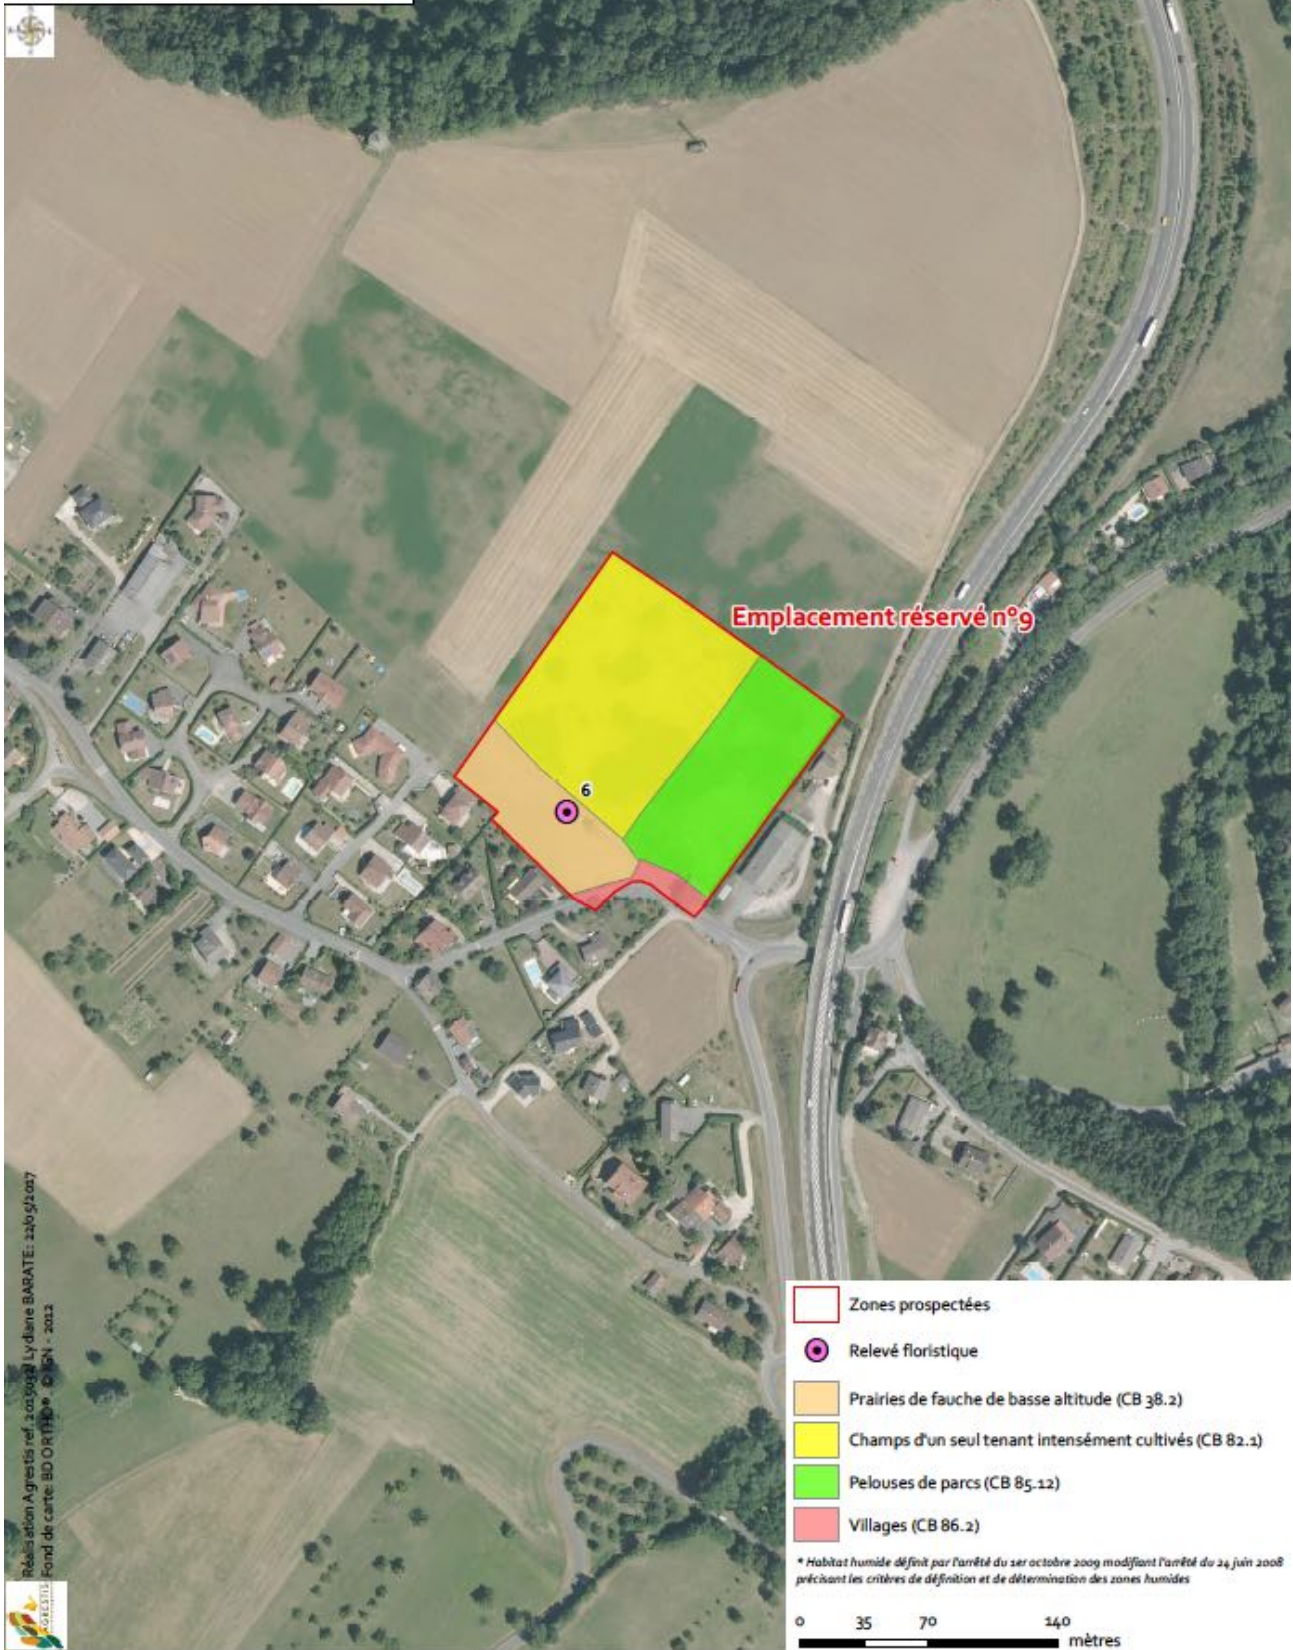 Emplacement réservé n°9
6
Zones prospectées
Relevé floristique
Prairies de fauche de basse altitude (CB 38.2)
Champs d'un seul tenant intensément cultivés (CB 82.1)
Pelouses de parcs (CB 85.12)
Villages (CB 86.2)
* Habitat humide définit par l'arrêté du 1er octobre 2009 modifiant l'arrêté du 24 juin 2008
précisant les critères de définition et de détermination des zones humides
0 35 70 140
mètres
Réalisation Agrestis ref. Lydiane BARATE: 22/05/2017
Fond de carte: BD ORTHO® © IGN - 2012
AGRESTIS